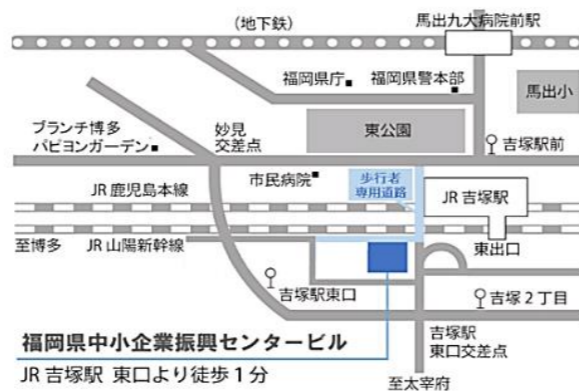 (地下鉄)
馬出九大病院前駅
福岡県庁
福岡県警本部
馬出小
東公園
ブランチ博多
パピヨンガーデン
妙見
交差点
吉塚駅前
市民病院
歩行者
専用道路
JR 鹿児島本線
JR 吉塚駅
至博多
JR 山陽新幹線
東出口
吉塚駅東口
吉塚2丁目
福岡県中小企業振興センタービル
JR 吉塚駅 東口より徒歩1分
吉塚駅
東口交差点
至太宰府